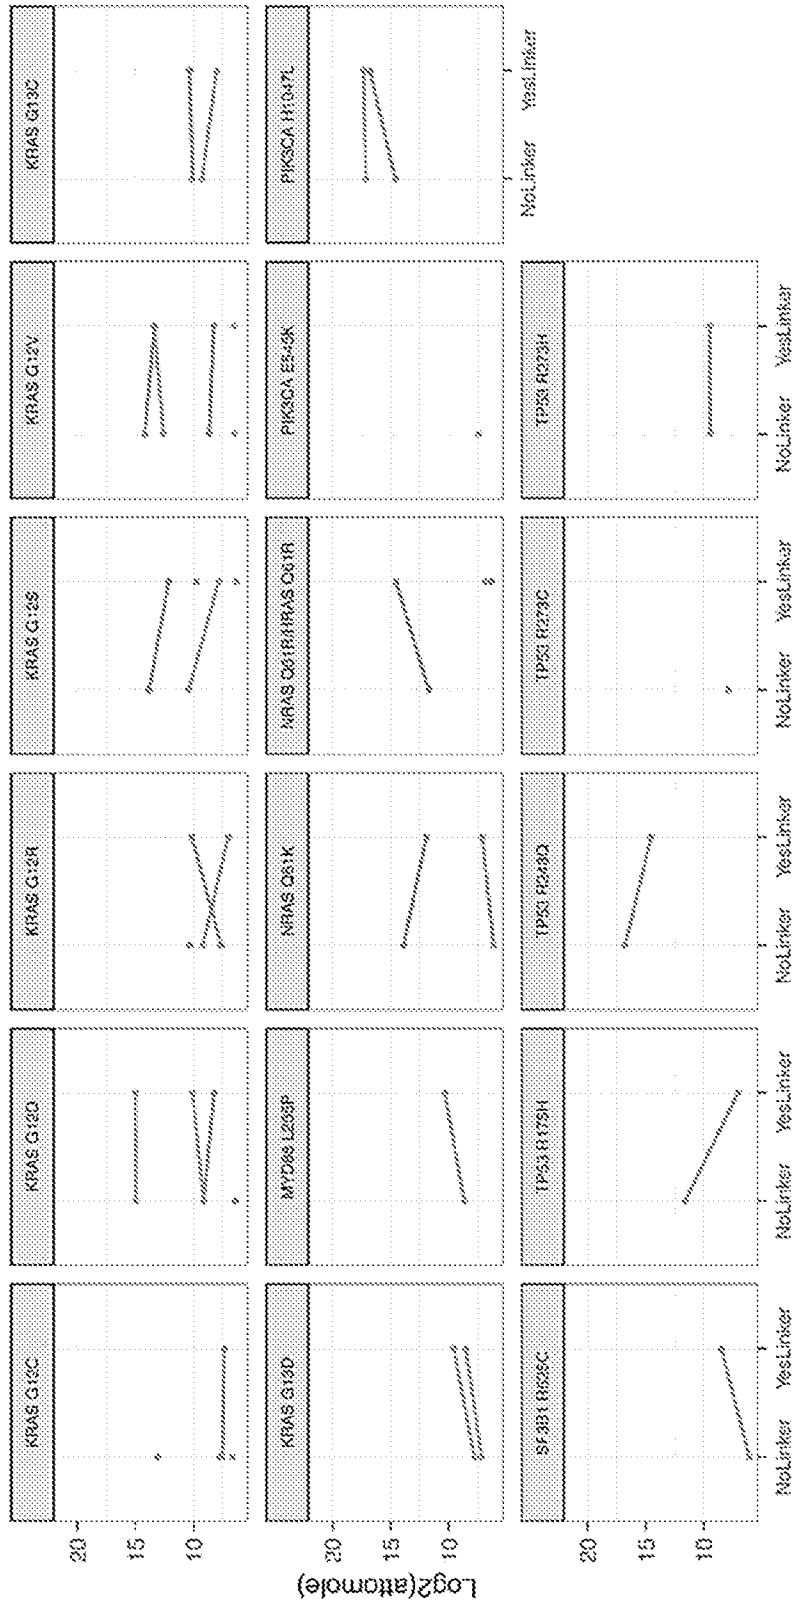 KRAS G12C
KRAS G12D
KRAS G12R
KRAS G12S
KRAS G12V
KRAS G13C
20
15
10
KRAS G13D
MYD88 L265P
NRAS Q61K
NRAS Q61R/HRAS Q61R
PIK3CA E545K
PIK3CA H1047L
20
15
10
NoLinker YesLinker
SF3B1 R625C
TP53 R175H
TP53 R248Q
TP53 R273C
TP53 R273H
20
15
10
NoLinker YesLinker
NoLinker YesLinker
NoLinker YesLinker
NoLinker YesLinker
NoLinker YesLinker
Log2(attomole)